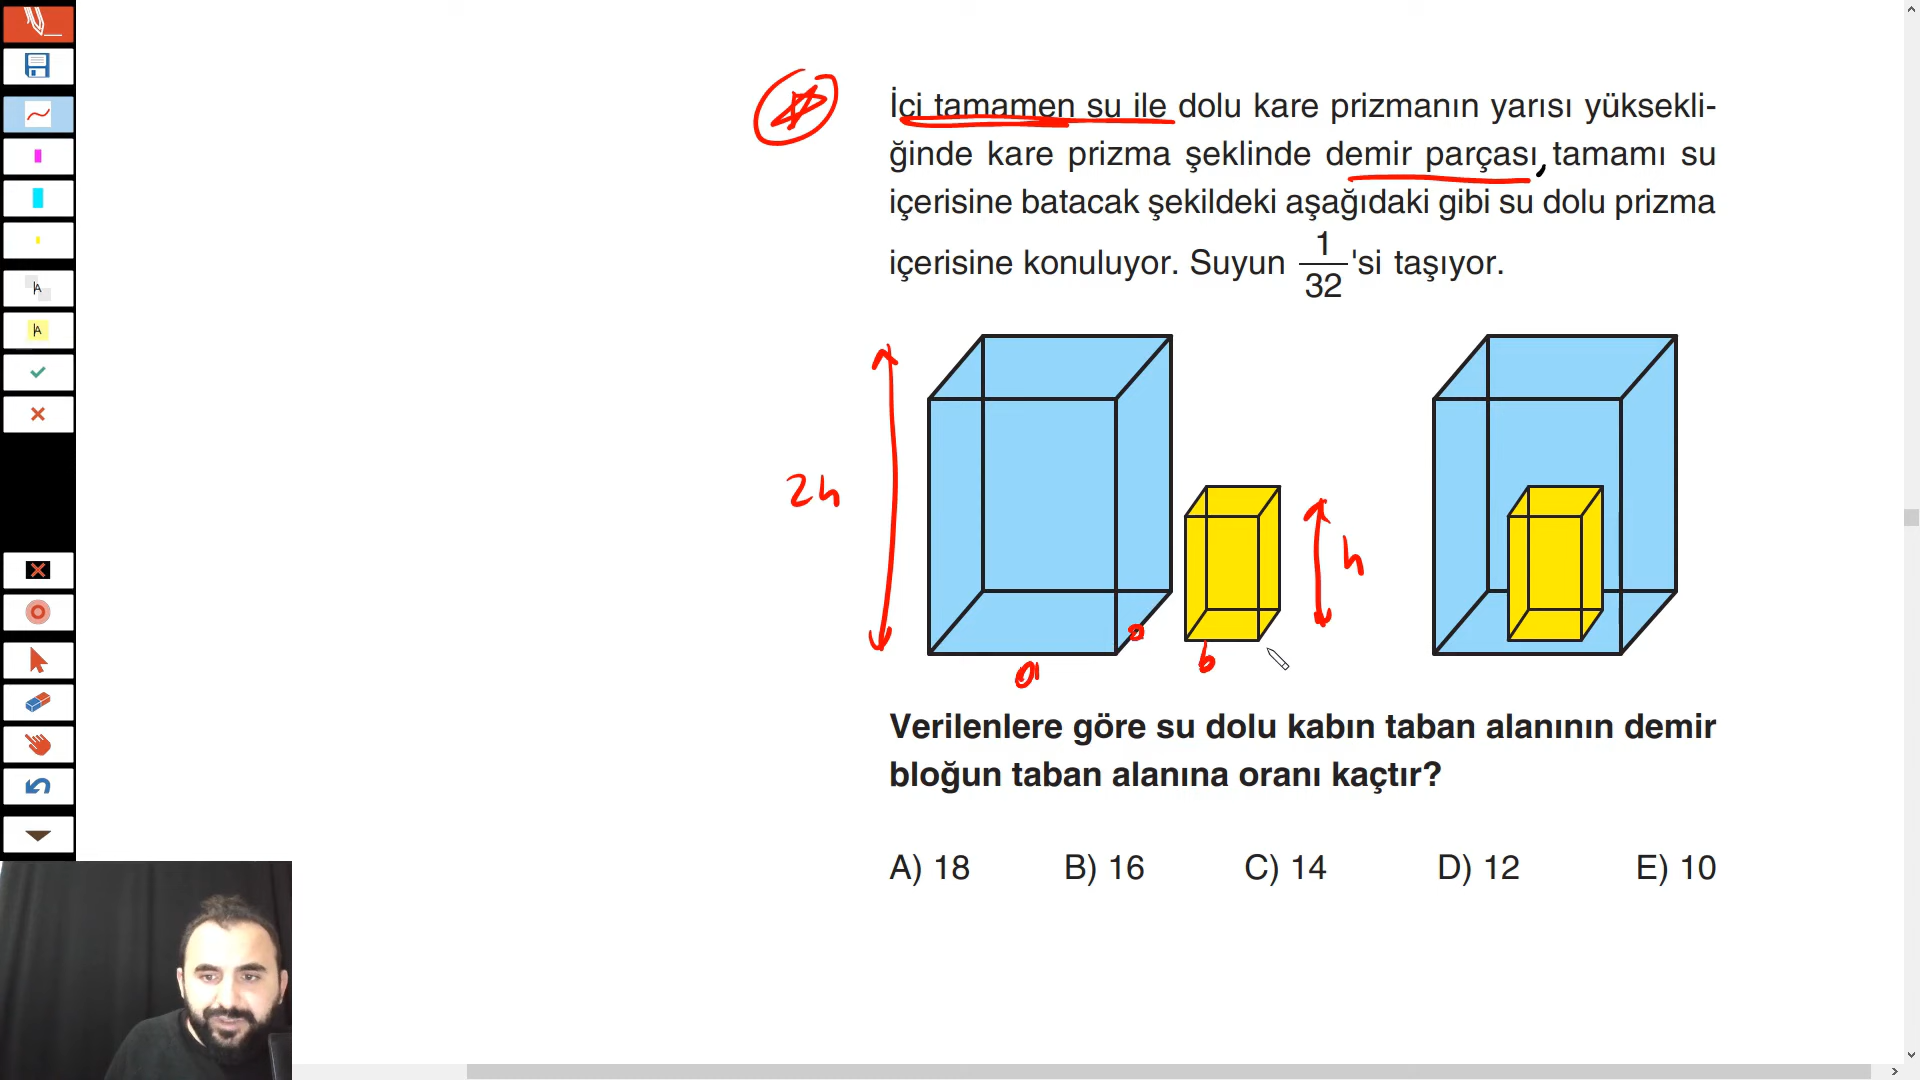 İçi tamamen su ile dolu kare prizmanın yarısı yüksekli-
ğinde kare prizma şeklinde demir parçası, tamamı su
içerisine batacak şekildeki aşağıdaki gibi su dolu prizma
içerisine konuluyor. Suyun 1/32 'si taşıyor.
2h
h
a
a
b
Verilenlere göre su dolu kabın taban alanının demir
bloğun taban alanına oranı kaçtır?
A) 18 B) 16 C) 14 D) 12 E) 10